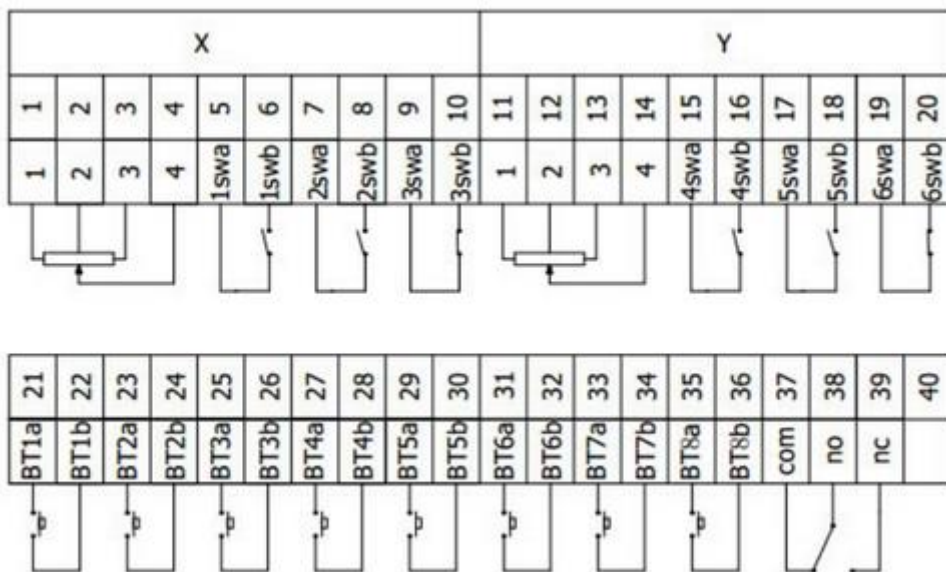 X Y
1 2 3 4 5 6 7 8 9 10 11 12 13 14 15 16 17 18 19 20
1 2 3 4 1swa 1swb 2swa 2swb 3swa 3swb 1 2 3 4 4swa 4swb 5swa 5swb 6swa 6swb
21 22 23 24 25 26 27 28 29 30 31 32 33 34 35 36 37 38 39 40
BT1a BT1b BT2a BT2b BT3a BT3b BT4a BT4b BT5a BT5b BT6a BT6b BT7a BT7b BT8a BT8b com no nc